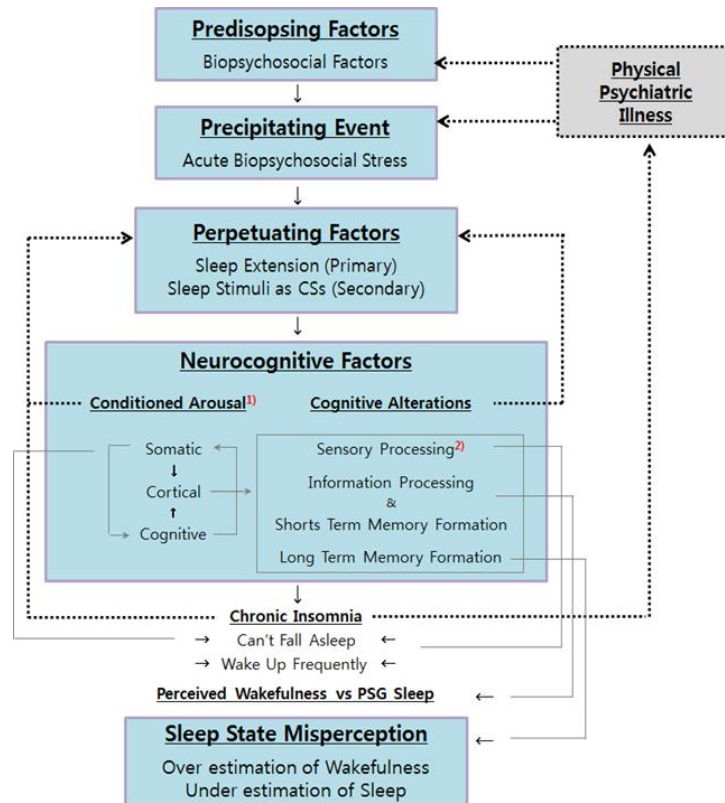 Predisopsing Factors
Biopsychosocial Factors
Physical
Psychiatric
Illness
Precipitating Event
Acute Biopsychosocial Stress
Perpetuating Factors
Sleep Extension (Primary)
Sleep Stimuli as CSs (Secondary)
Neurocognitive Factors
Conditioned Arousal1)
Cognitive Alterations
Somatic
Cortical
Cognitive
Sensory Processing2)
Information Processing
&
Shorts Term Memory Formation
Long Term Memory Formation
Chronic Insomnia
Can't Fall Asleep
Wake Up Frequently
Perceived Wakefulness vs PSG Sleep
Sleep State Misperception
Over estimation of Wakefulness
Under estimation of Sleep